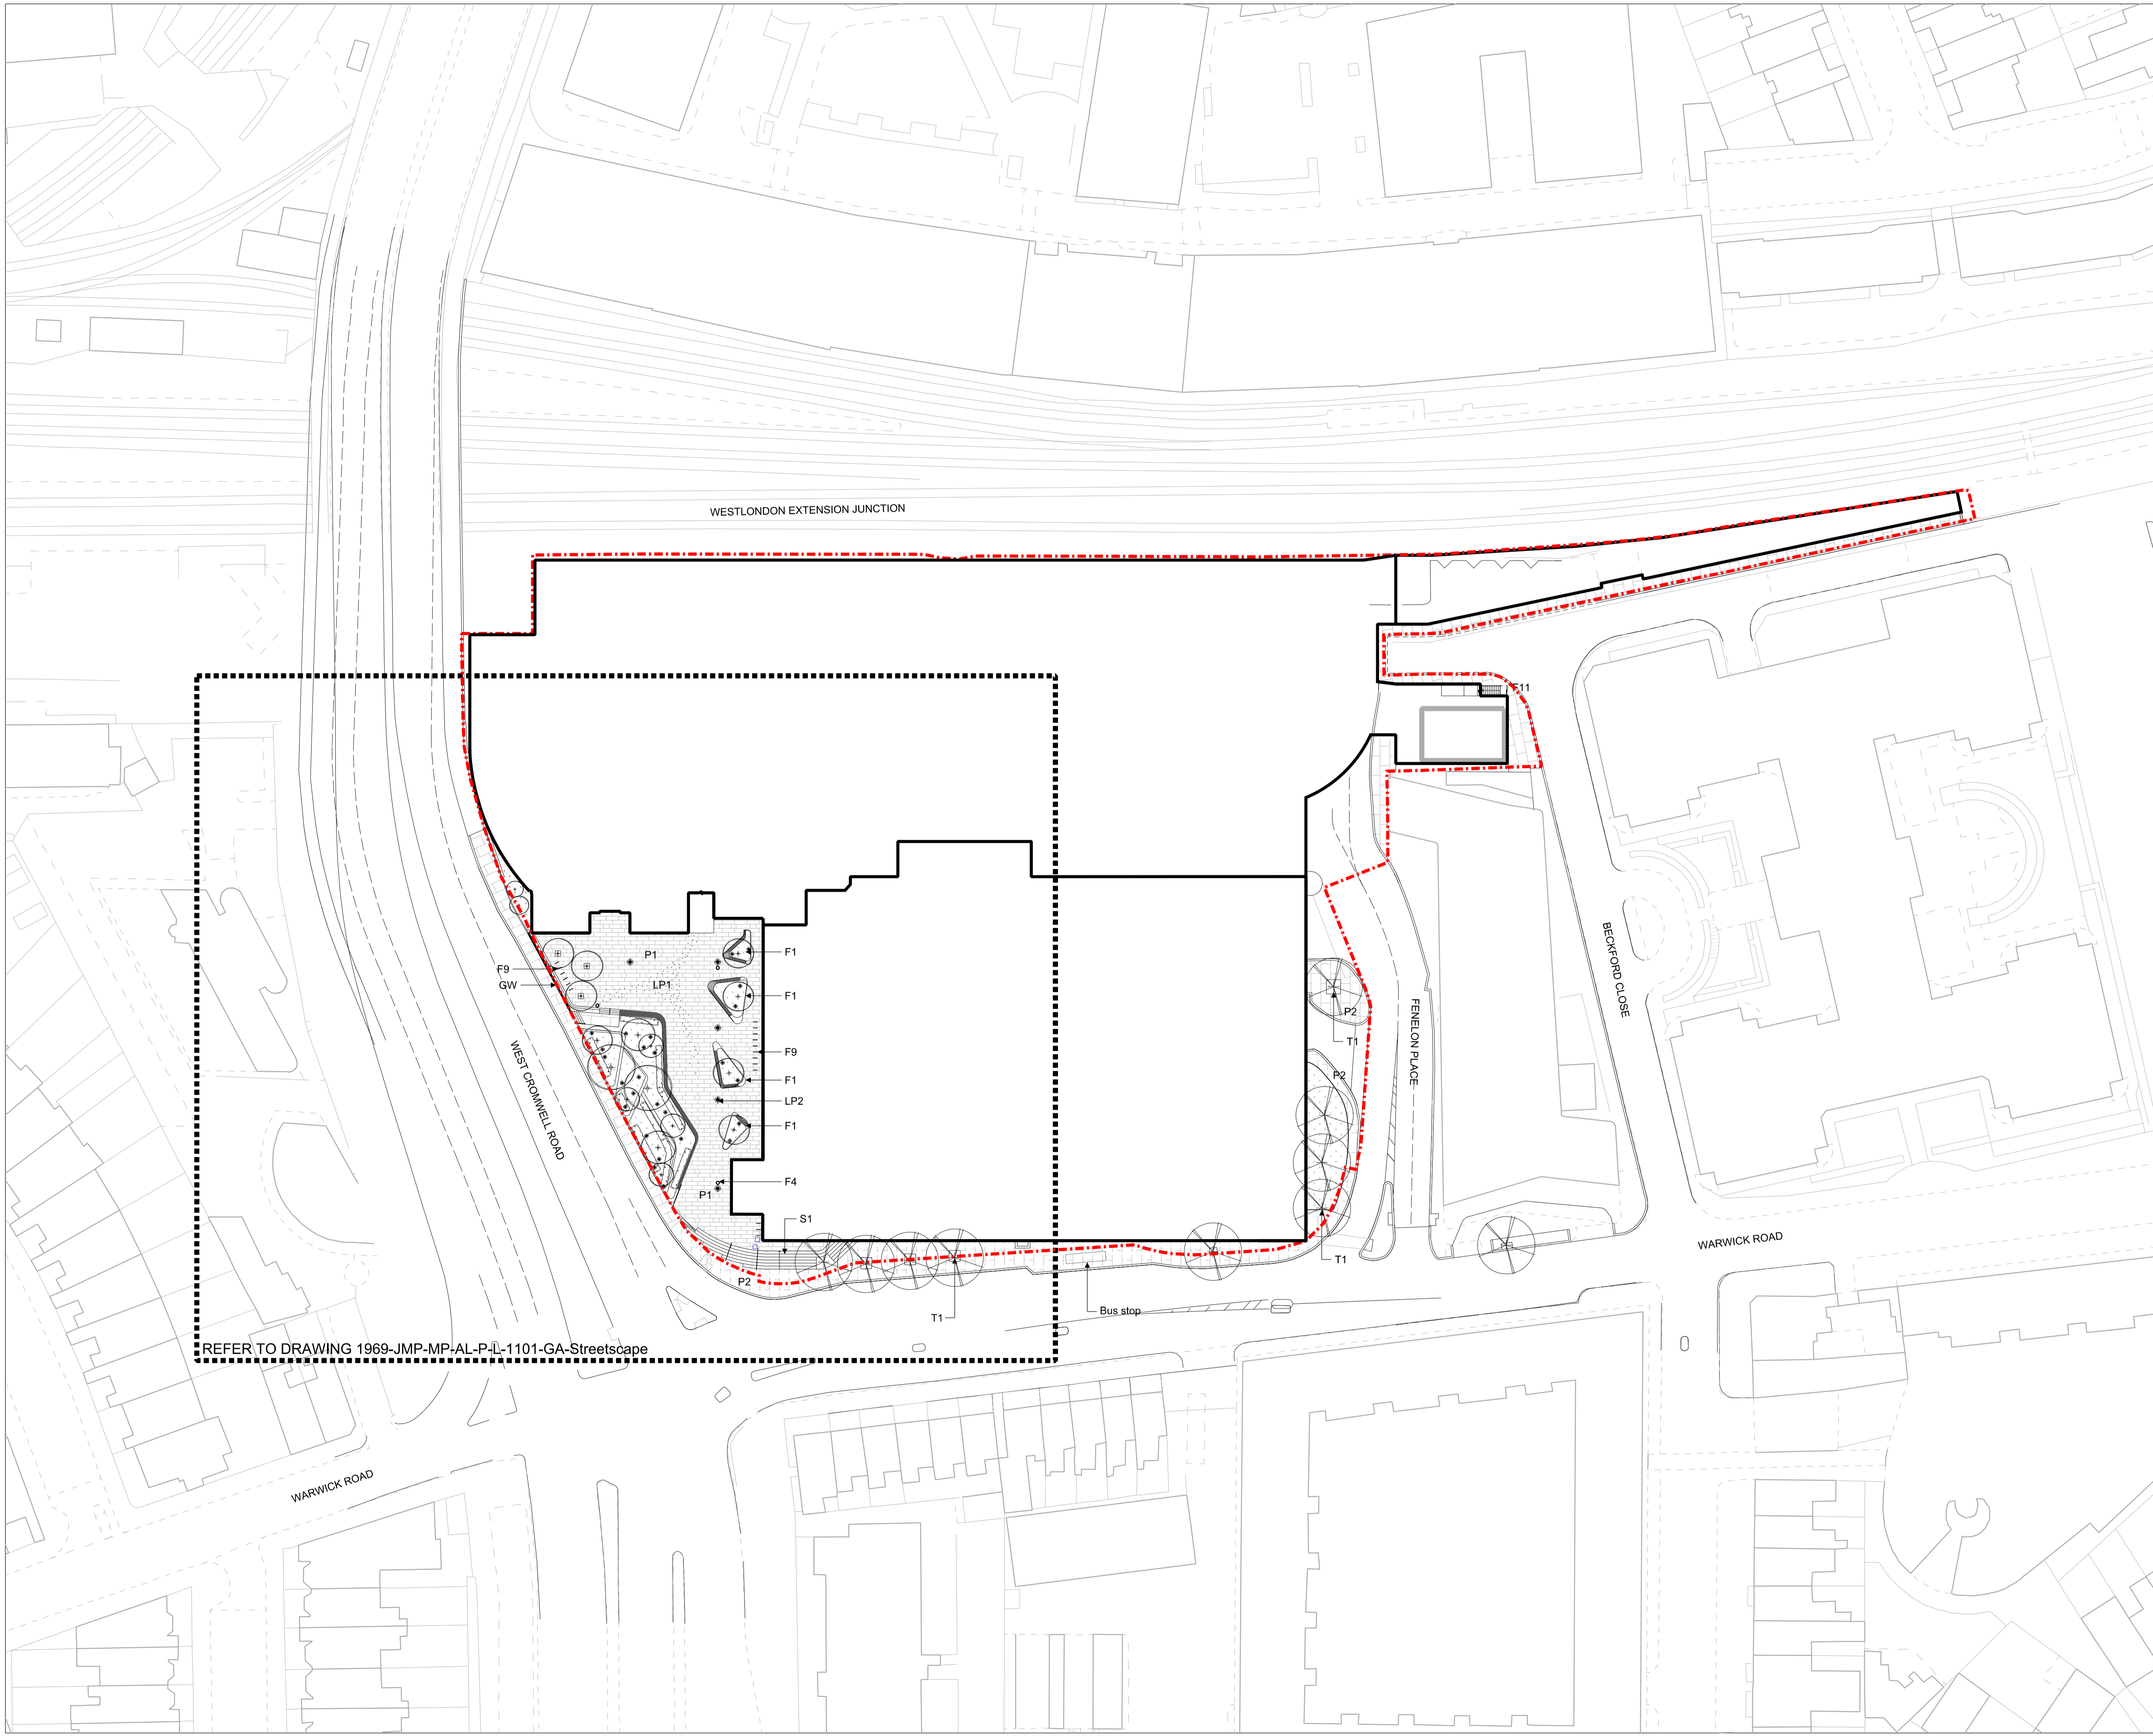 WESTLONDON EXTENSION JUNCTION
F11
P1
F1
F9
GW
LP1
F1
F9
F1
LP2
F1
F4
P1
S1
P2
T1
Bus stop
P2
T1
P2
T1
WEST CROMWELL ROAD
FENELON PLACE
BECKFORD CLOSE
WARWICK ROAD
REFER TO DRAWING 1969-JMP-MP-AL-P-L-1101-GA-Streetscape
WARWICK ROAD